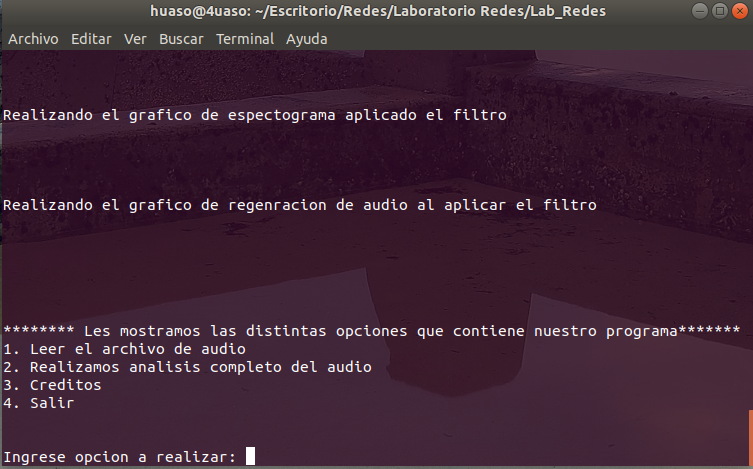 huaso@4uaso: ~/Escritorio/Redes/Laboratorio Redes/Lab_Redes
Archivo Editar Ver Buscar Terminal Ayuda
Realizando el grafico de espectograma aplicado el filtro
Realizando el grafico de regenracion de audio al aplicar el filtro
******** Les mostramos las distintas opciones que contiene nuestro programa*******
1. Leer el archivo de audio
2. Realizamos analisis completo del audio
3. Creditos
4. Salir
Ingrese opcion a realizar: